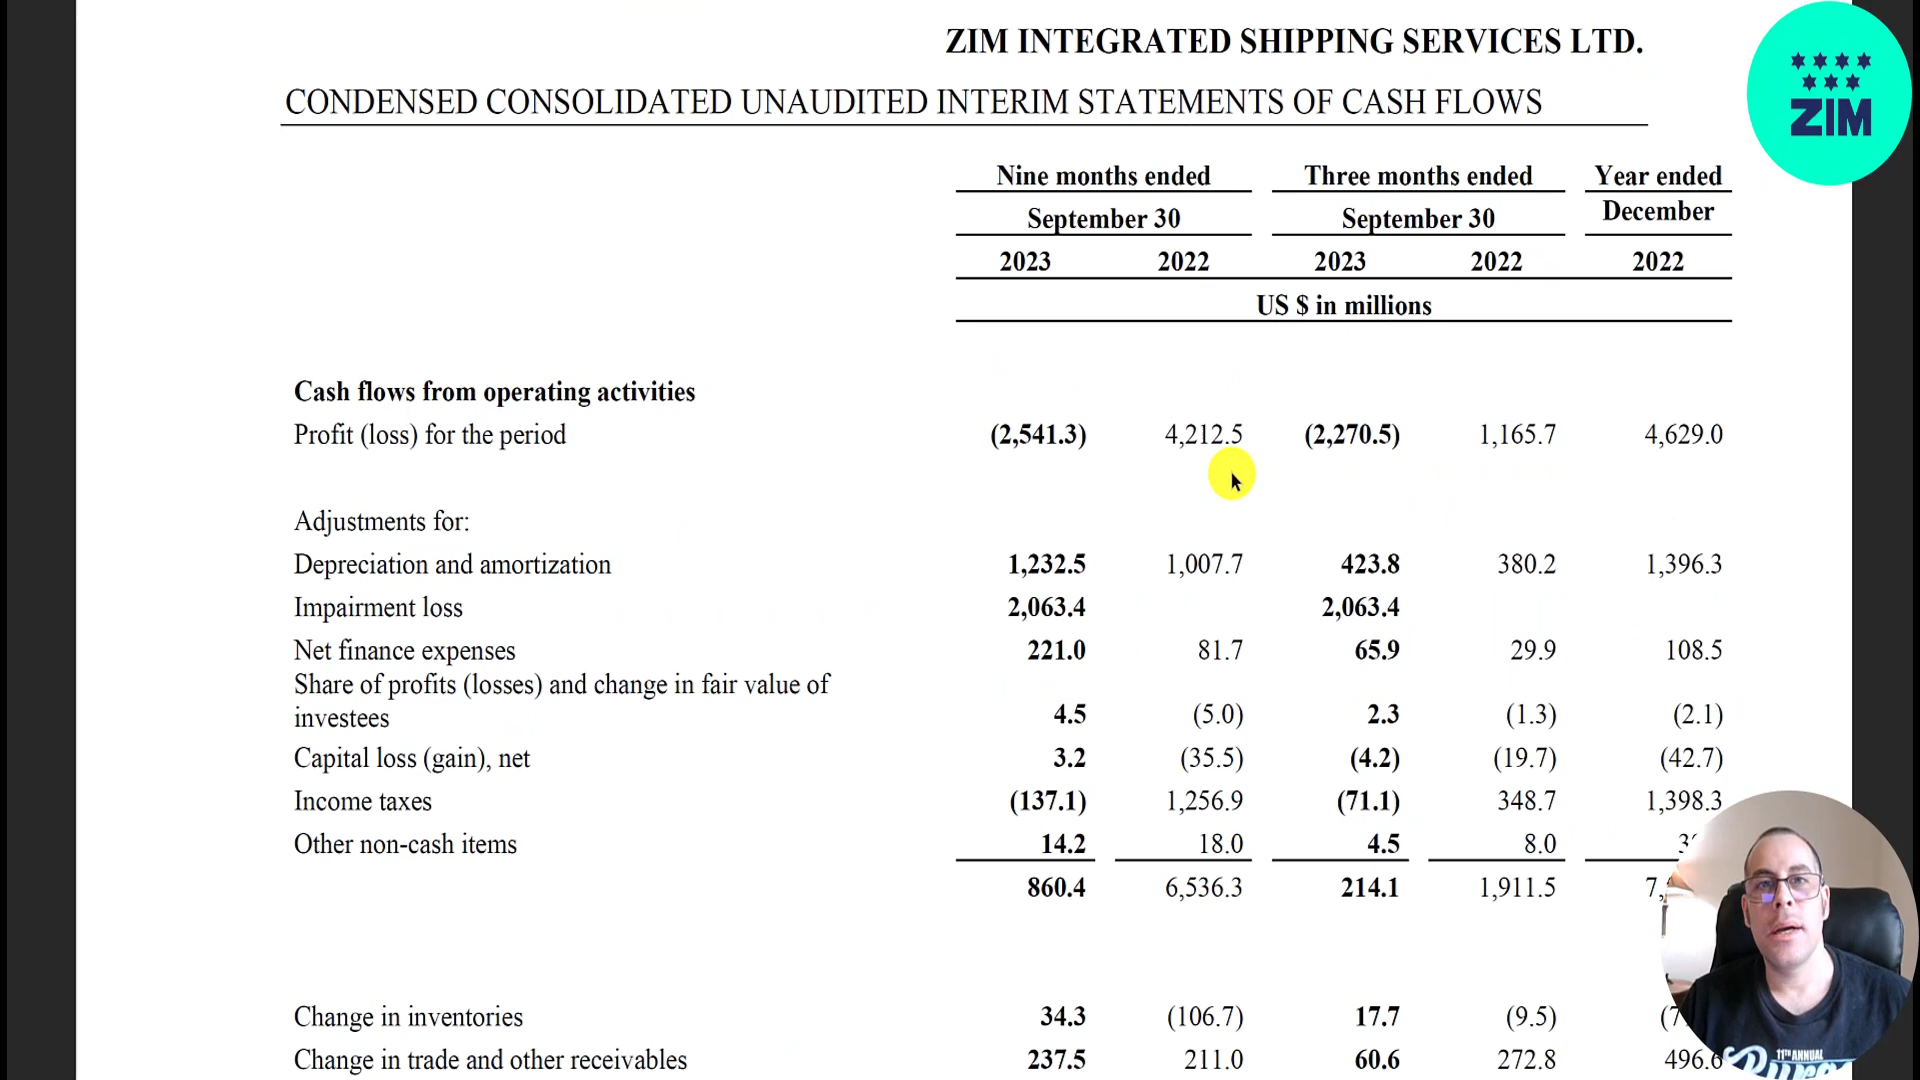 ZIM INTEGRATED SHIPPING SERVICES LTD.
ZIM
CONDENSED CONSOLIDATED UNAUDITED INTERIM STATEMENTS OF CASH FLOWS
Nine months ended Three months ended Year ended
September 30 September 30 December
2023 2022 2023 2022 2022
US $ in millions
Cash flows from operating activities
Profit (loss) for the period (2,541.3) 4,212.5 (2,270.5) 1,165.7 4,629.0
Adjustments for:
Depreciation and amortization 1,232.5 1,007.7 423.8 380.2 1,396.3
Impairment loss 2,063.4 2,063.4
Net finance expenses 221.0 81.7 65.9 29.9 108.5
Share of profits (losses) and change in fair value of
investees 4.5 (5.0) 2.3 (1.3) (2.1)
Capital loss (gain), net 3.2 (35.5) (4.2) (19.7) (42.7)
Income taxes (137.1) 1,256.9 (71.1) 348.7 1,398.3
Other non-cash items 14.2 18.0 4.5 8.0
860.4 6,536.3 214.1 1,911.5
Change in inventories 34.3 (106.7) 17.7 (9.5)
Change in trade and other receivables 237.5 211.0 60.6 272.8 496.6
11TH ANNUAL